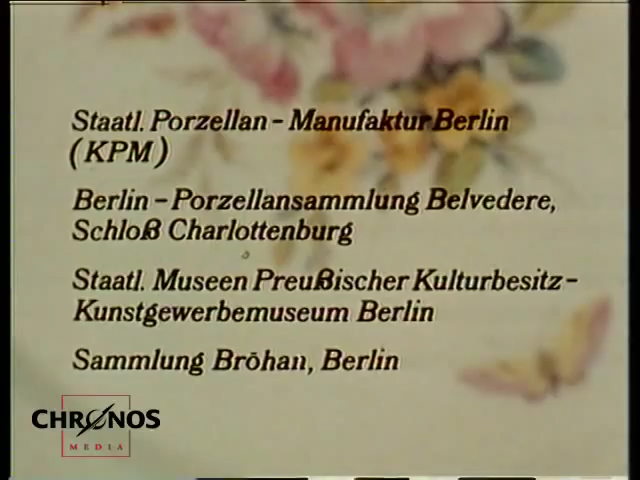 Staatl. Porzellan - Manufaktur Berlin
(KPM)
Berlin - Porzellansammlung Belvedere,
Schloß Charlottenburg
Staatl. Museen Preußischer Kulturbesitz -
Kunstgewerbemuseum Berlin
Sammlung Bröhan, Berlin
CHRONOS
MEDIA